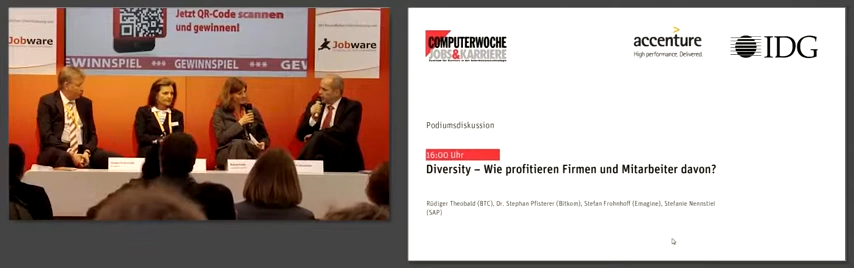 Jetzt QR-Code scannen
und gewinnen!
Jobware
Jobware
EWINNSPIEL *** GEWINNSPIEL *** GEW
COMPUTERWOCHE
JOBS&KARRIERE
accenture
High performance. Delivered.
IDG
Podiumsdiskussion
16:00 Uhr
Diversity – Wie profitieren Firmen und Mitarbeiter davon?
Rüdiger Theobald (BTC), Dr. Stephan Pfisterer (Bitkom), Stefan Frohnhoff (Emagine), Stefanie Nennstiel
(SAP)